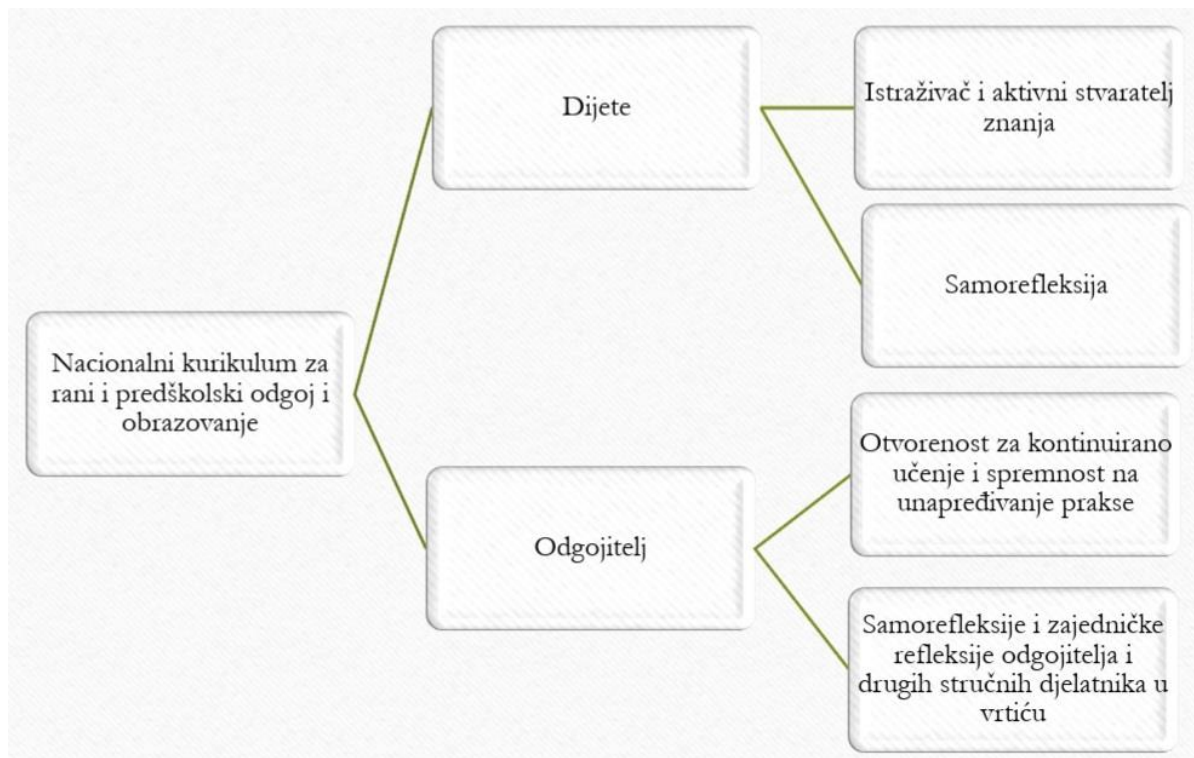 Nacionalni kurikulum za
rani i predškolski odgoj i
obrazovanje
Dijete
Istraživač i aktivni stvaratelj
znanja
Samorefleksija
Odgojitelj
Otvorenost za kontinuirano
učenje i spremnost na
unapređivanje prakse
Samorefleksije i zajedničke
refleksije odgojitelja i
drugih stručnih djelatnika u
vrtiću